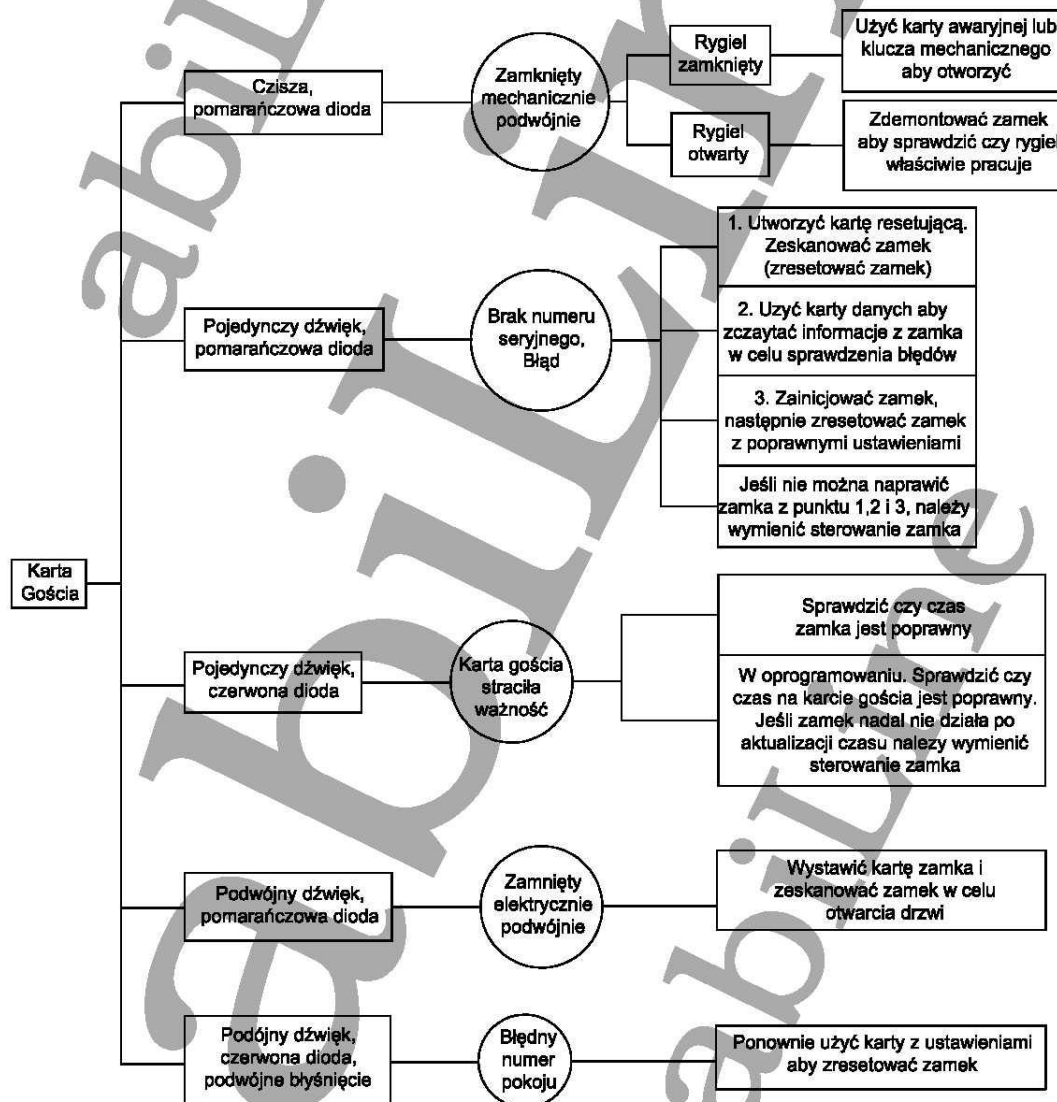 Karta
Gościa
Czisza,
pomarańczowa dioda
Zamknięty
mechanicznie
podwójnie
Rygiel
zamknięty
Użyć karty awaryjnej lub
klucza mechanicznego
aby otworzyć
Rygiel
otwarty
Zdemontować zamek
aby sprawdzić czy rygiel
właściwie pracuje
Pojedynczy dźwięk,
pomarańczowa dioda
Brak numeru
seryjnego,
Błąd
1. Utworzyć kartę resetującą.
Zeskanować zamek
(zresetować zamek)
2. Uzyć karty danych aby
zczaytać informacje z zamka
w celu sprawdzenia błędów
3. Zainicjować zamek,
następnie zresetować zamek
z poprawnymi ustawieniami
Jeśli nie można naprawić
zamka z punktu 1,2 i 3, należy
wymienić sterowanie zamka
Pojedynczy dźwięk,
czerwona dioda
Karta gościa
straciła
ważność
Sprawdzić czy czas
zamka jest poprawny
W oprogramowaniu. Sprawdzić czy
czas na karcie gościa jest poprawny.
Jeśli zamek nadal nie działa po
aktualizacji czasu nalezy wymienić
sterowanie zamka
Podwójny dźwięk,
pomarańczowa dioda
Zamnięty
elektrycznie
podwójnie
Wystawić kartę zamka i
zeskanować zamek w celu
otwarcia drzwi
Podójny dźwięk,
czerwona dioda,
podwójne błyśnięcie
Błędny
numer
pokoju
Ponownie użyć karty z ustawieniami
aby zresetować zamek
abiLine
abiLine
abiLine